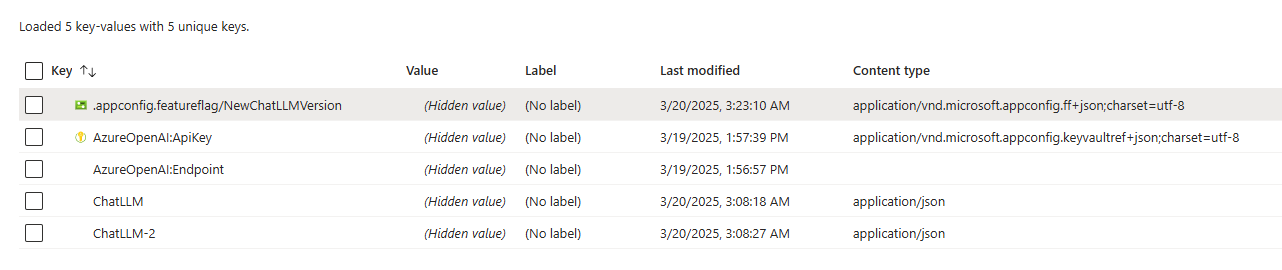 Loaded 5 key-values with 5 unique keys.
Key ↑↓ Value Label Last modified Content type
.appconfig.featureflag/NewChatLLMVersion (Hidden value) (No label) 3/20/2025, 3:23:10 AM application/vnd.microsoft.appconfig.ff+json;charset=utf-8
AzureOpenAI:ApiKey (Hidden value) (No label) 3/19/2025, 1:57:39 PM application/vnd.microsoft.appconfig.keyvaultref+json;charset=utf-8
AzureOpenAI:Endpoint (Hidden value) (No label) 3/19/2025, 1:56:57 PM
ChatLLM (Hidden value) (No label) 3/20/2025, 3:08:18 AM application/json
ChatLLM-2 (Hidden value) (No label) 3/20/2025, 3:08:27 AM application/json